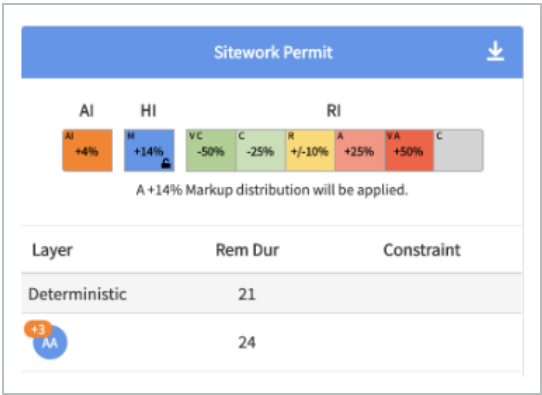 Sitework Permit
AI HI RI
AI M VC C R A VA C
+4% +14% -50% -25% +/-10% +25% +50%
A +14% Markup distribution will be applied.
Layer Rem Dur Constraint
Deterministic 21
+3
AA 24